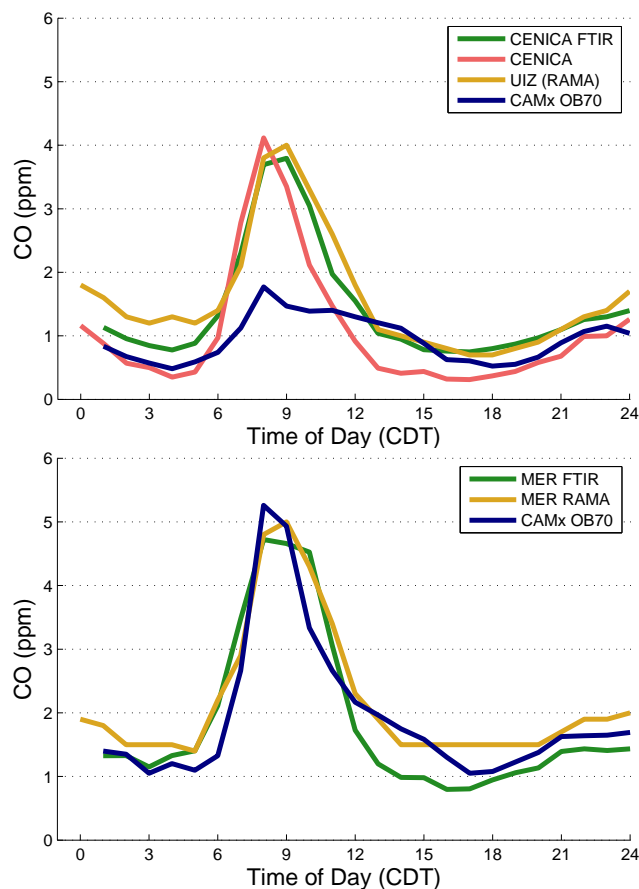 6
5
4
3
2
1
0
CO (ppm)
CENICA FTIR
CENICA
UIZ (RAMA)
CAMx OB70
0 3 6 9 12 15 18 21 24
Time of Day (CDT)
6
5
4
3
2
1
0
CO (ppm)
MER FTIR
MER RAMA
CAMx OB70
0 3 6 9 12 15 18 21 24
Time of Day (CDT)